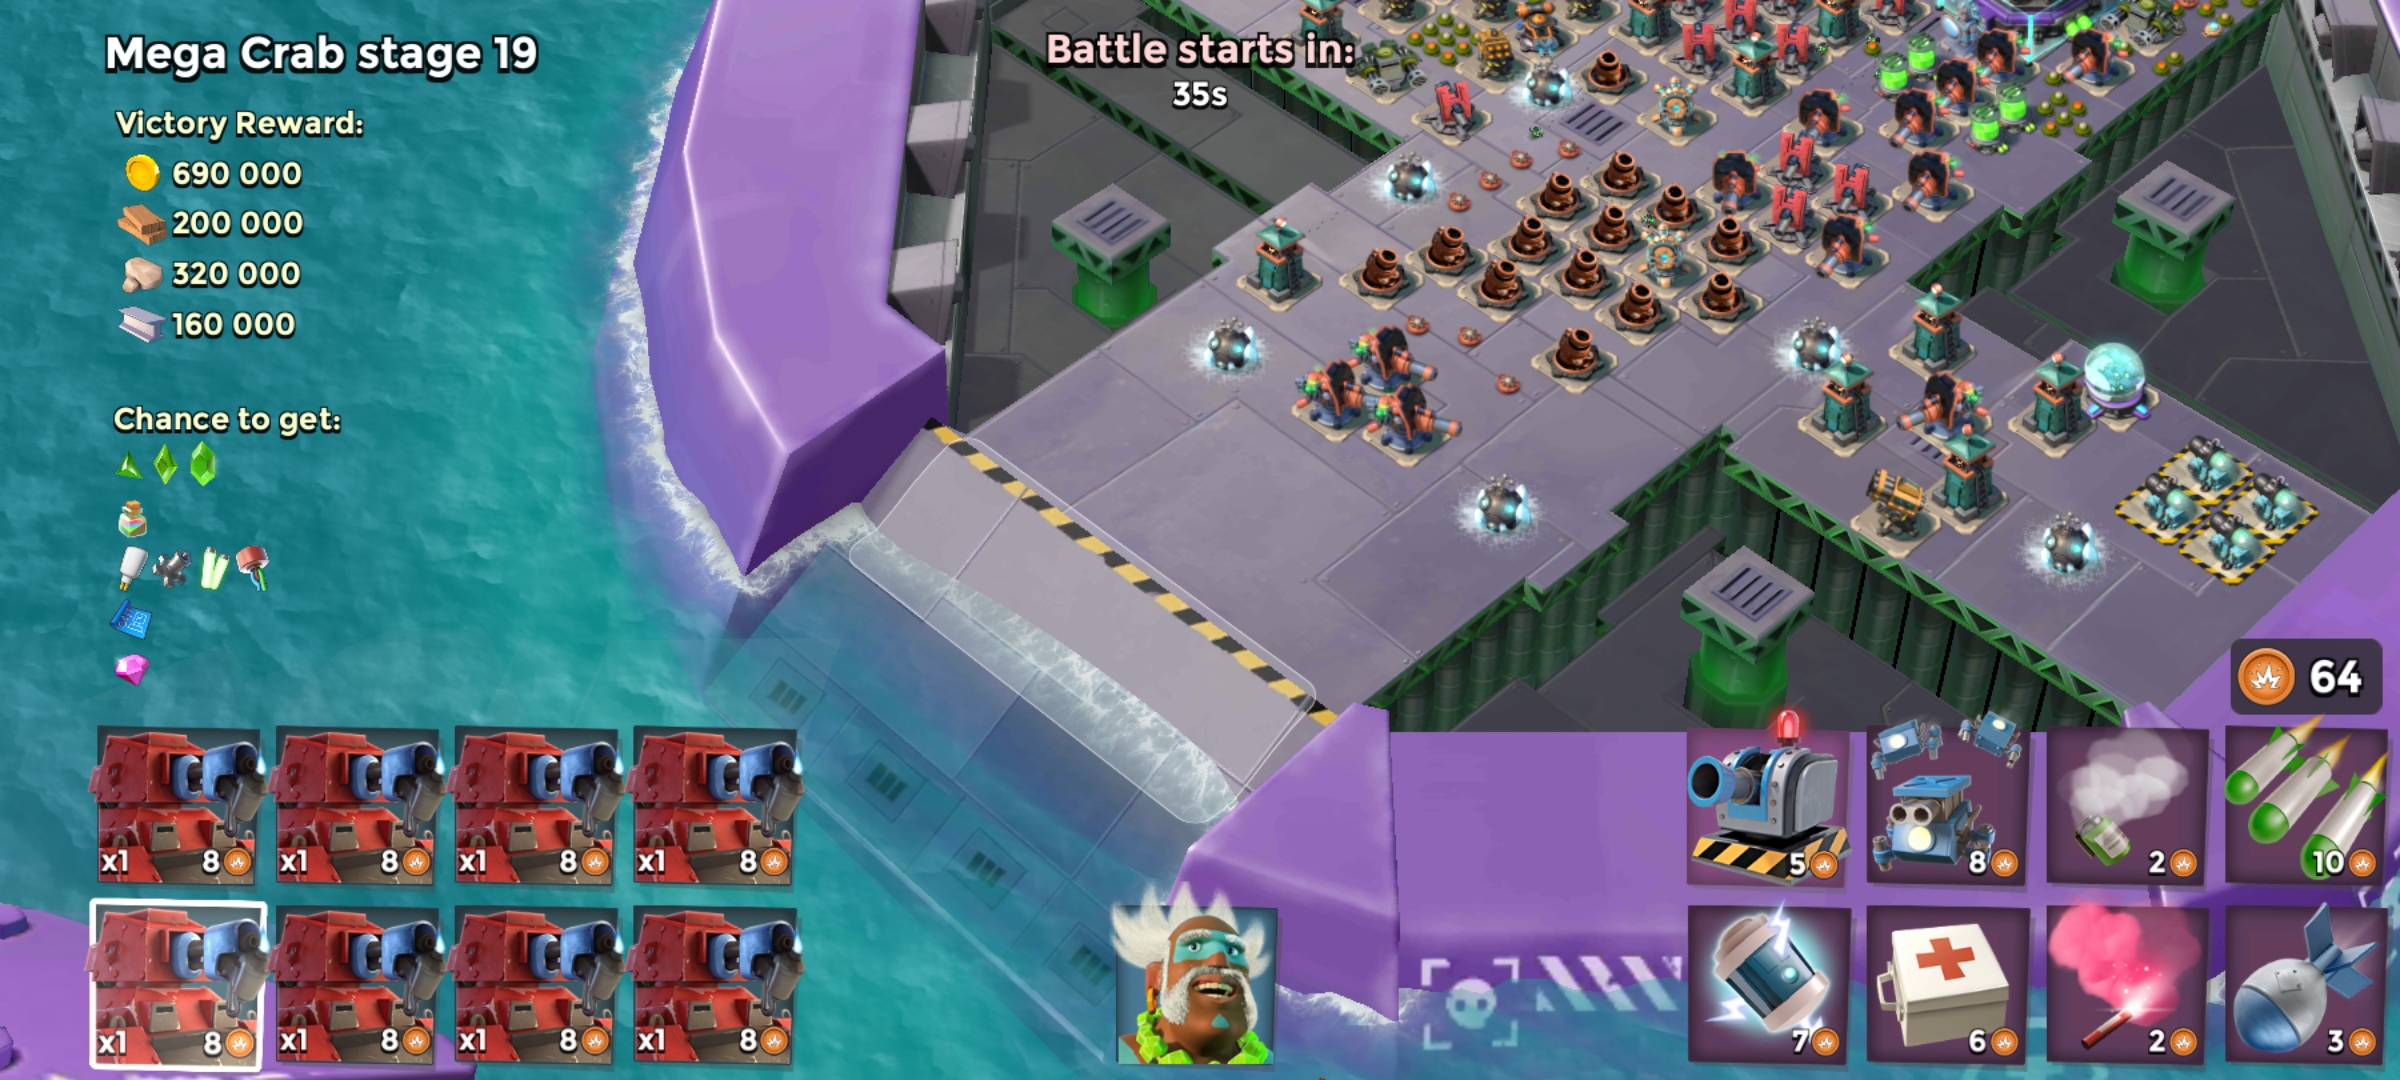 Mega Crab stage 19
Battle starts in:
35s
Victory Reward:
690 000
200 000
320 000
160 000
Chance to get:
64
x1 8
x1 8
x1 8
x1 8
5
8
2
10
x1 8
x1 8
x1 8
x1 8
7
6
2
3